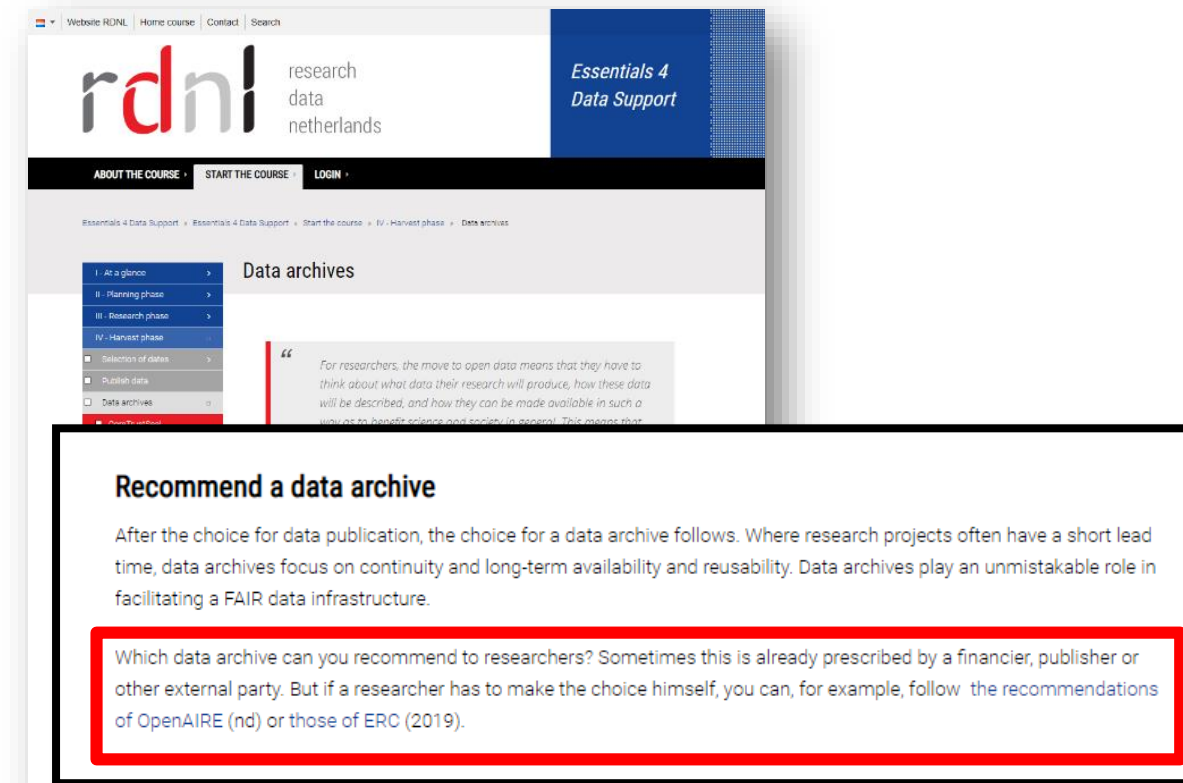 Website RDNL Home course Contact Search
rdnl
research
data
netherlands
Essentials 4
Data Support
ABOUT THE COURSE › START THE COURSE › LOGIN ›
Essentials 4 Data Support » Essentials 4 Data Support » Start the course » IV - Harvest phase » Data archives
I - At a glance
II - Planning phase
III - Research phase
IV - Harvest phase
Selection of dates
Publish data
Data archives
Data archives
“
For researchers, the move to open data means that they have to
think about what data their research will produce, how these data
will be described, and how they can be made available in such a
way as to benefit science and society in general. This means that
Recommend a data archive
After the choice for data publication, the choice for a data archive follows. Where research projects often have a short lead
time, data archives focus on continuity and long-term availability and reusability. Data archives play an unmistakable role in
facilitating a FAIR data infrastructure.
Which data archive can you recommend to researchers? Sometimes this is already prescribed by a financier, publisher or
other external party. But if a researcher has to make the choice himself, you can, for example, follow the recommendations
of OpenAIRE (nd) or those of ERC (2019).